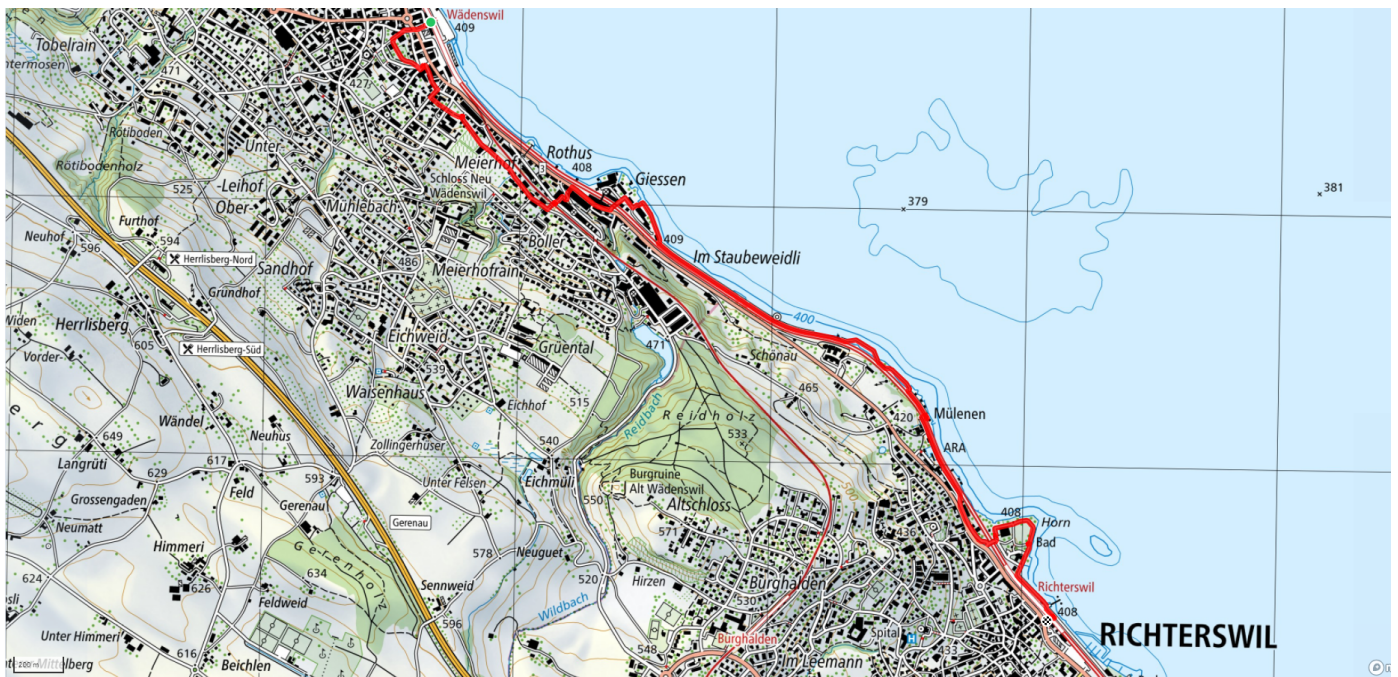 Wädenswil
409
Tobelrain
471
427
Rötiboden
Unter-
Rothus
Meierhof
408
3
Giessen
Rötibodenholz
Schloss Neu
Wädenswil
381
525
-Leihof
Ober-
Mühlebach
379
Furthof
Neuhof
596
594
Herrlisberg-Nord
Boller
409
Im Staubeweidli
Sandhof
486
Meierhofrain
Grundhof
Herrlisberg
Eichweid
400
605
Herrlisberg-Süd
Grüental
471
Schönau
Vorder-
539
Waisenhaus
465
Eichhof
515
Reidbach
Reidholz
420
Mülenen
Wändel
533
Neuhus
649
Zollingerhüser
540
ARA
Langrüti
629
617
Eichmüli
Burgruine
Alt Wädenswil
Grossengaden
593
Feld
Unter Felsen
550
500
Gerenau
Altschloss
408
Horn
Neumatt
Gerenau
571
436
Bad
Himmeri
578
Neuguet
Gerenholz
634
520
Hirzen
Burghalden
Richterswil
624
626
Sennweid
Feldweid
530
408
Wildbach
596
Spital
H
RICHTERSWIL
Unter Himmeri
Burghalden
433
616
Beichlen
548
Im Leemann
200 m